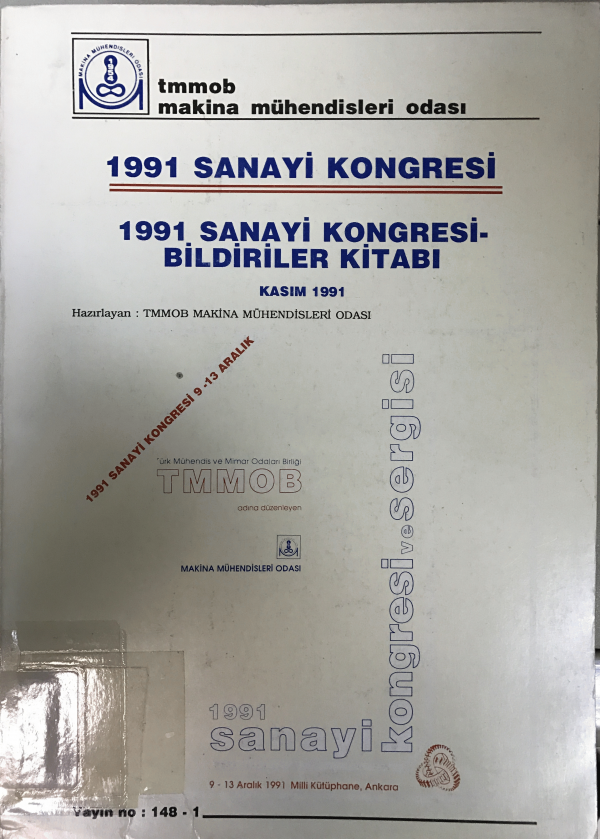 MAKİNA MÜHENDİSLERİ ODASI
tmmob
makina mühendisleri odası
1991 SANAYİ KONGRESİ
1991 SANAYİ KONGRESİ-
BİLDİRİLER KİTABI
KASIM 1991
Hazırlayan : TMMOB MAKİNA MÜHENDİSLERİ ODASI
1991 SANAYİ KONGRESİ 9 -13 ARALIK
Türk Mühendis ve Mimar Odaları Birliği
TMMOB
adına düzenleyen
MAKİNA MÜHENDİSLERİ ODASI
1991
sanayi
kongresi ve sergisi
9 - 13 Aralık 1991 Milli Kütüphane, Ankara
Yayın no : 148 - 1